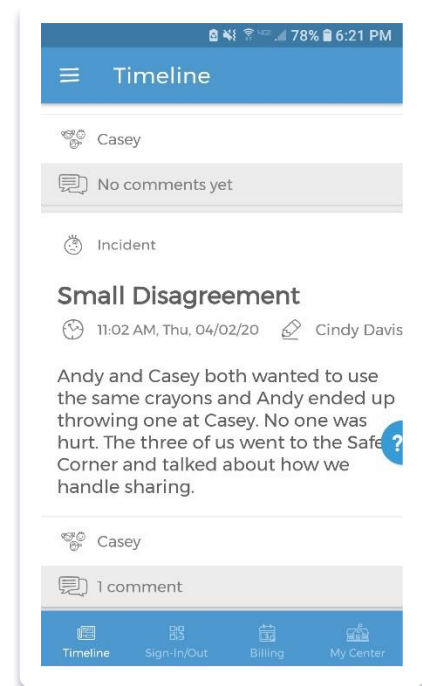 78% 6:21 PM
Timeline
Casey
No comments yet
Incident
Small Disagreement
11:02 AM, Thu, 04/02/20 Cindy Davis
Andy and Casey both wanted to use
the same crayons and Andy ended up
throwing one at Casey. No one was
hurt. The three of us went to the Safe
?
Corner and talked about how we
handle sharing.
Casey
1 comment
Timeline Sign-In/Out Billing My Center